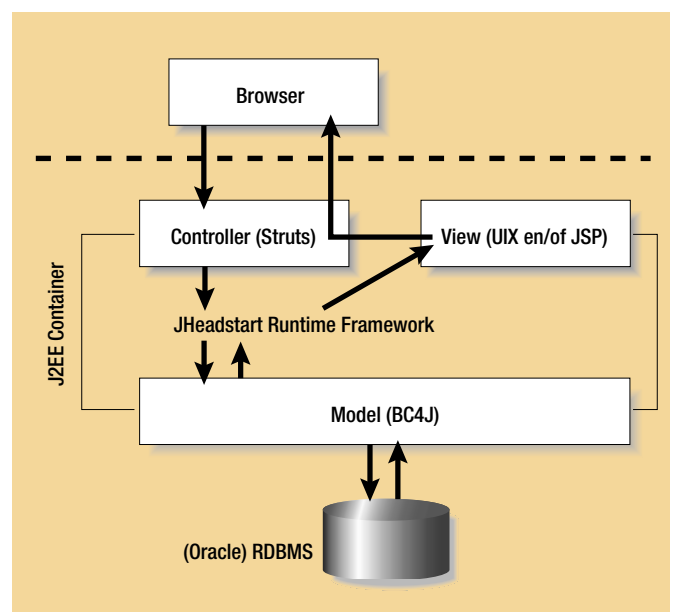 Browser
Controller (Struts)
View (UIX en/of JSP)
J2EE Container
JHeadstart Runtime Framework
Model (BC4J)
(Oracle) RDBMS